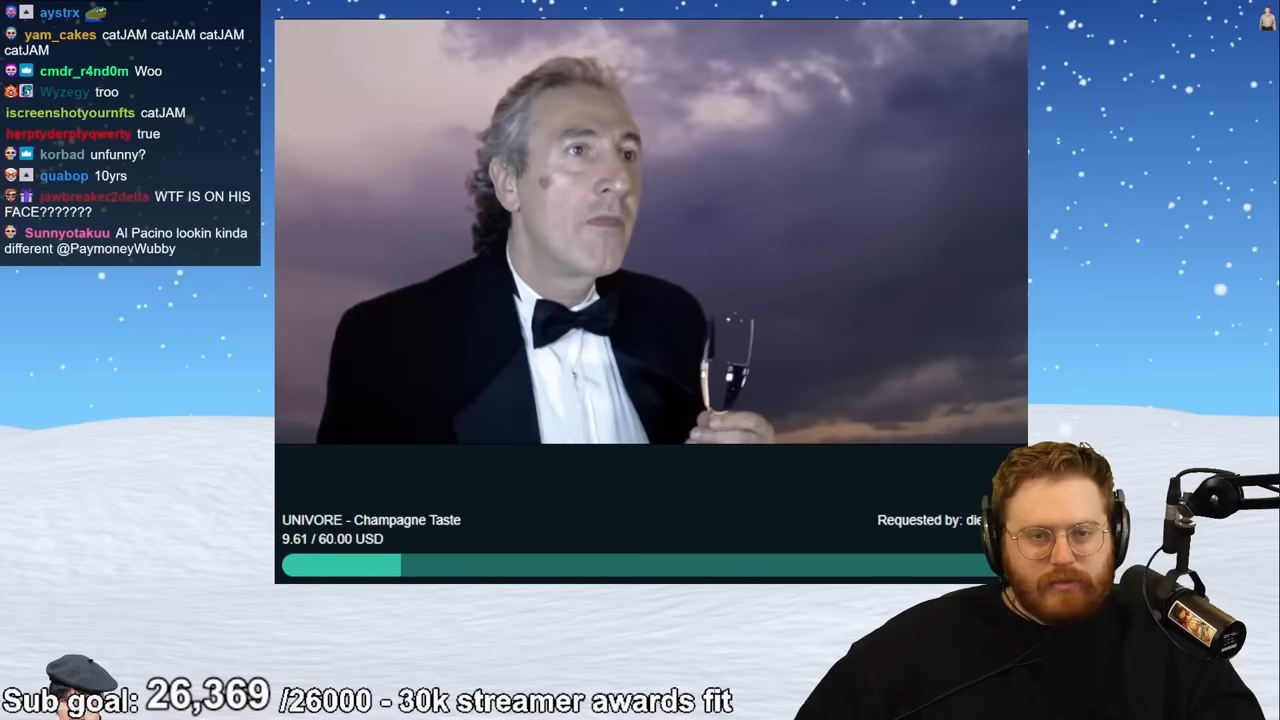 aystrx
yam_cakes catJAM catJAM catJAM
catJAM
cmdr_r4nd0m Woo
Wyzegy troo
iscreenshotyournfts catJAM
herptyderptyqwerty true
korbad unfunny?
quabop 10yrs
jawbreaker2delta WTF IS ON HIS
FACE???????
Sunnyotakuu Al Pacino lookin kinda
different @PaymoneyWubby
UNIVORE - Champagne Taste
Requested by: die
9.61 / 60.00 USD
Sub goal: 26,369 /26000 - 30k streamer awards fit